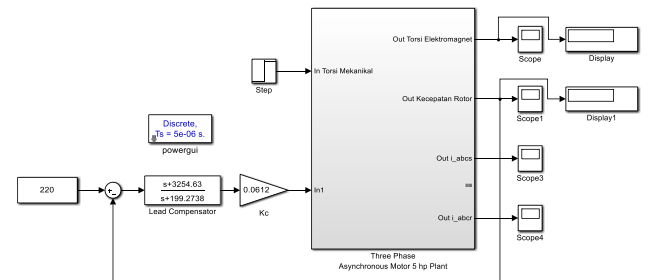 Out Torsi Elektromagnet
Scope
Display
In Torsi Mekanikal
Step
Out Kecepatan Rotor
Scope1
Display1
Discrete,
Ts = 5e-06 s.
powergui
Out i_abcs
Scope3
220
s+3254.63
s+199.2738
Lead Compensator
0.0612
Kc
In1
Out i_abcr
Scope4
Three Phase
Asynchronous Motor 5 hp Plant